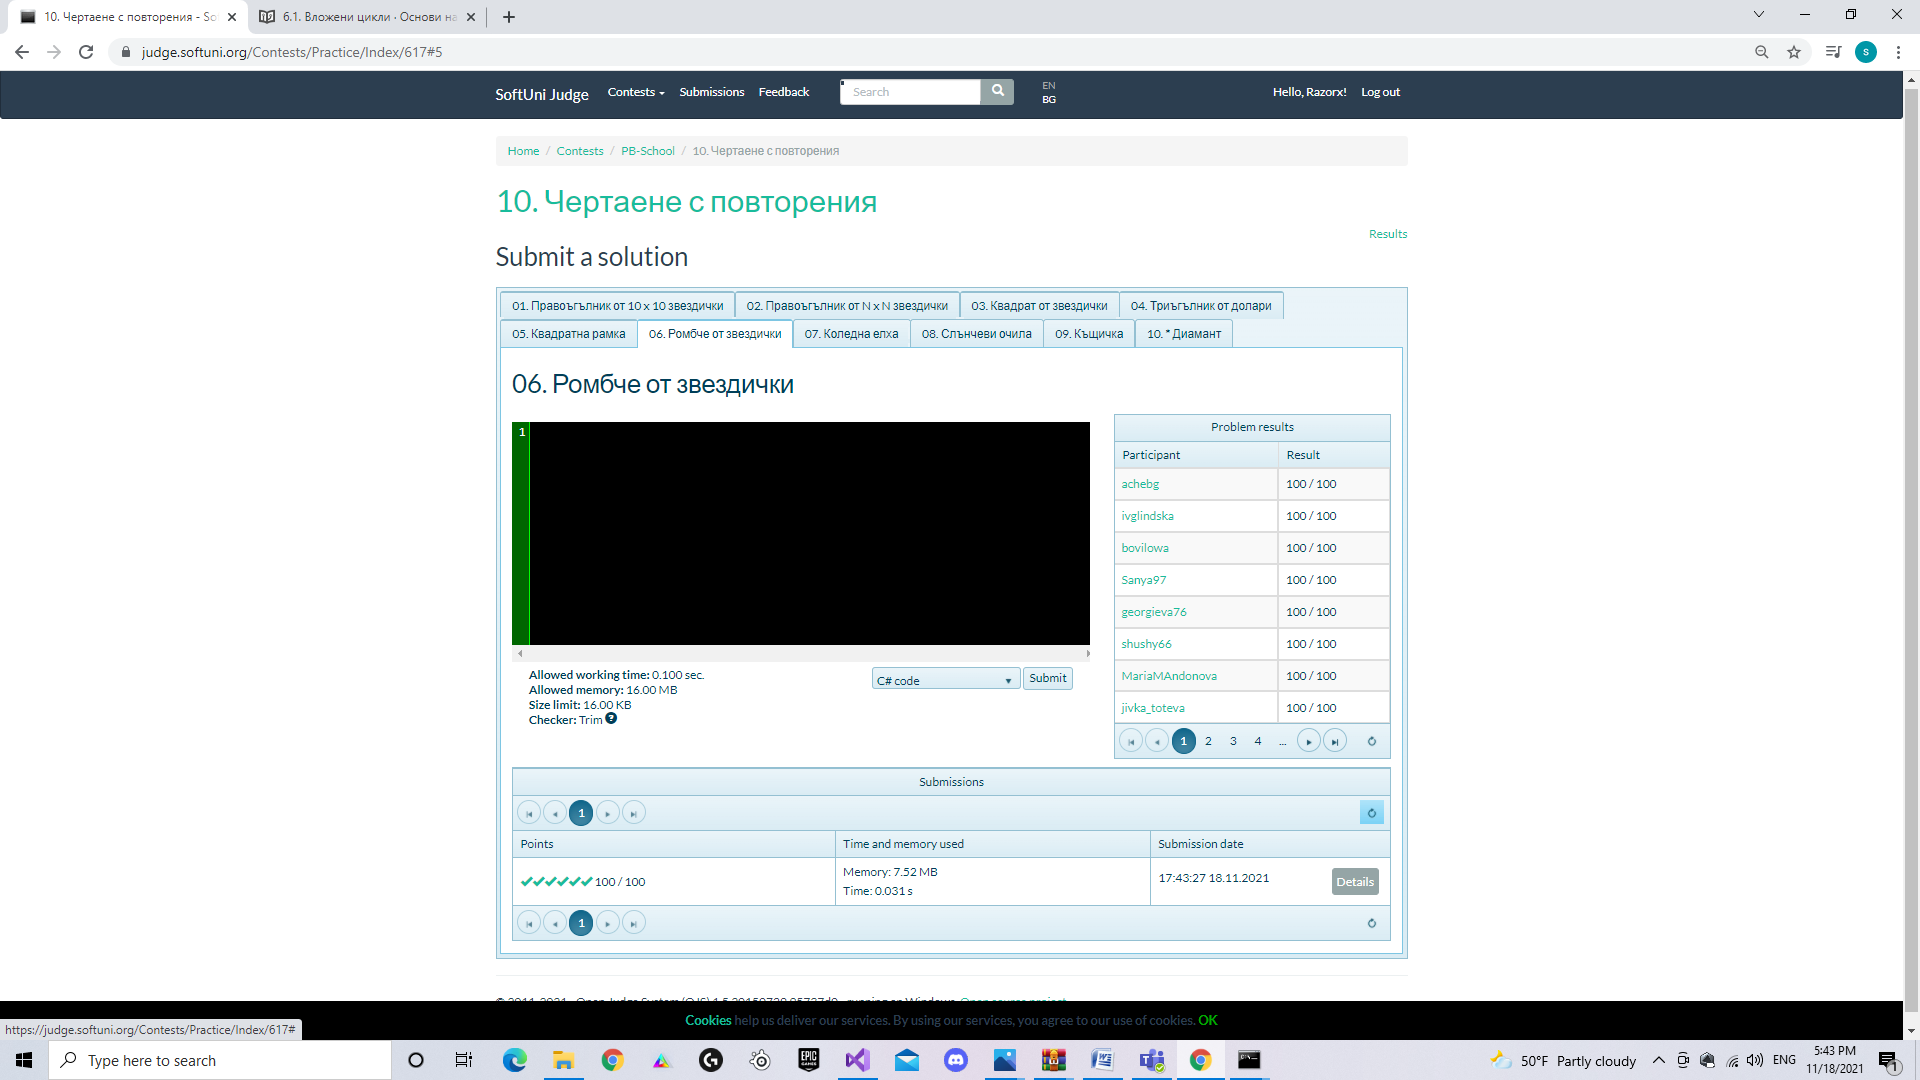 10. Чертаене с повторения - So
6.1. Вложени цикли · Основи на
judge.softuni.org/Contests/Practice/Index/617#5
S
SoftUni Judge
Contests
Submissions
Feedback
Search
EN
BG
Hello, Razorx!
Log out
Home / Contests / PB-School / 10. Чертаене с повторения
10. Чертаене с повторения
Results
Submit a solution
01. Правоъгълник от 10 x 10 звездички
02. Правоъгълник от N x N звездички
03. Квадрат от звездички
04. Триъгълник от долари
05. Квадратна рамка
06. Ромбче от звездички
07. Коледна елха
08. Слънчеви очила
09. Къщичка
10. * Диамант
06. Ромбче от звездички
1
Allowed working time: 0.100 sec.
Allowed memory: 16.00 MB
Size limit: 16.00 KB
Checker: Trim ?
C# code
Submit
Problem results
Participant Result
achebg 100 / 100
ivglindska 100 / 100
bovilowa 100 / 100
Sanya97 100 / 100
georgieva76 100 / 100
shushy66 100 / 100
MariaMAndonova 100 / 100
jivka_toteva 100 / 100
1 2 3 4 ...
Submissions
1
Points
Time and memory used
Submission date
100 / 100
Memory: 7.52 MB
Time: 0.031 s
17:43:27 18.11.2021
Details
1
Cookies help us deliver our services. By using our services, you agree to our use of cookies. OK
https://judge.softuni.org/Contests/Practice/Index/617#
Type here to search
EPIC GAMES
50°F Partly cloudy
ENG
5:43 PM
11/18/2021
1